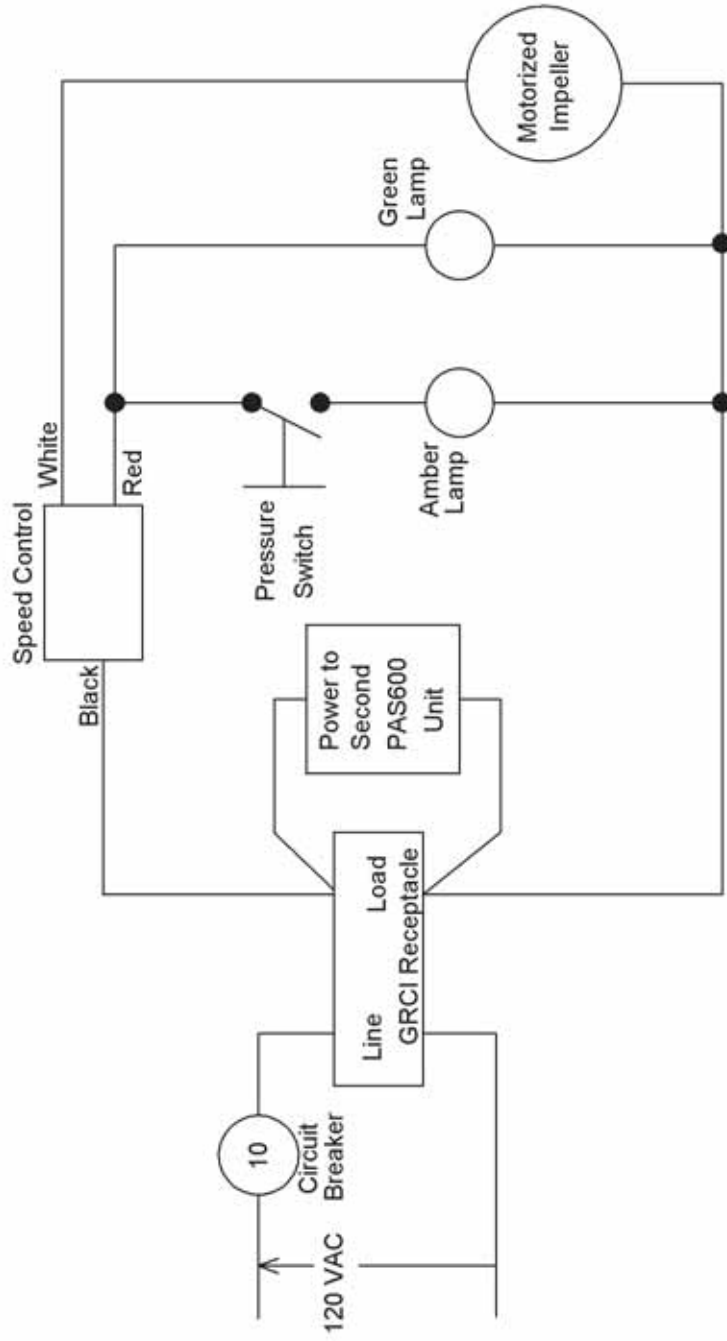 120 VAC
10
Circuit
Breaker
Line
Load
GRCI Receptacle
Power to
Second
PAS600
Unit
Speed Control
Black
White
Red
Pressure
Switch
Amber
Lamp
Green
Lamp
Motorized
Impeller